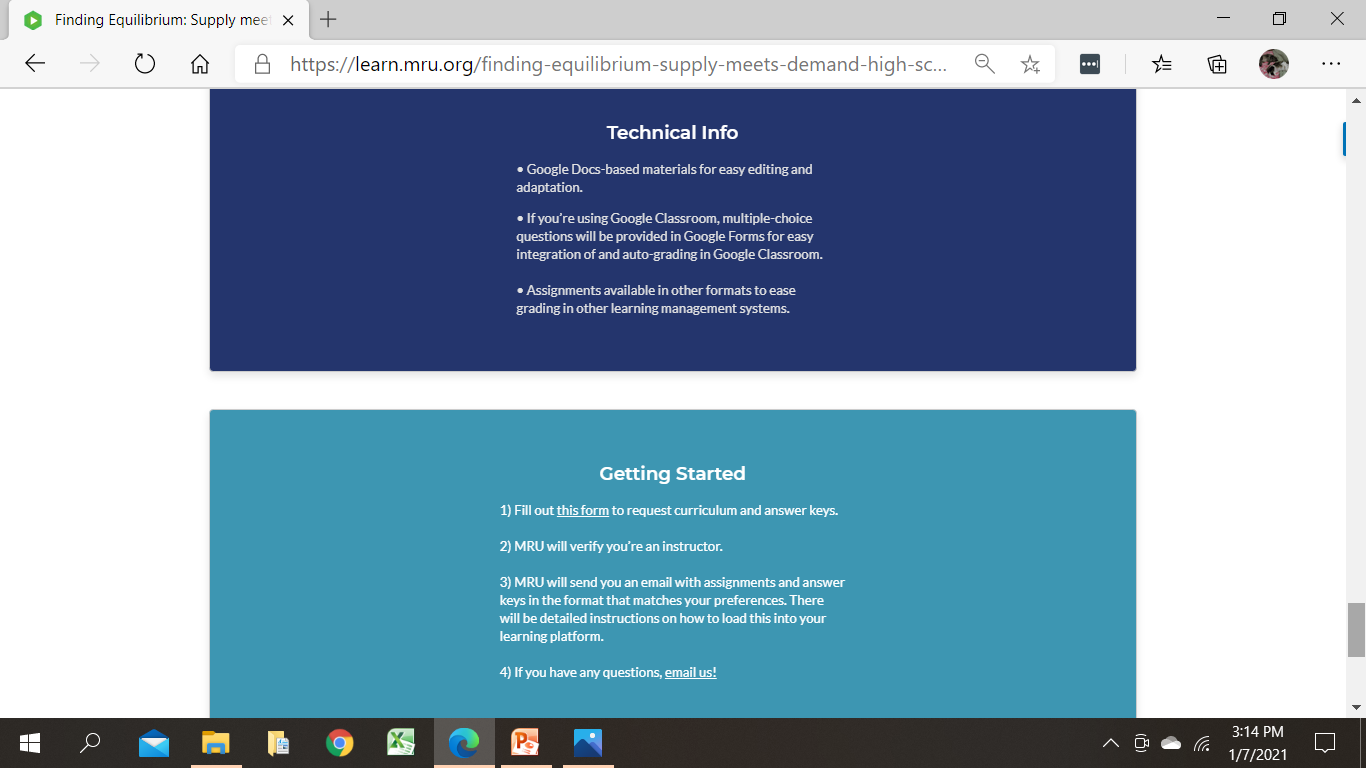 Finding Equilibrium: Supply meet
https://learn.mru.org/finding-equilibrium-supply-meets-demand-high-sc...
Technical Info
• Google Docs-based materials for easy editing and
adaptation.
• If you're using Google Classroom, multiple-choice
questions will be provided in Google Forms for easy
integration of and auto-grading in Google Classroom.
• Assignments available in other formats to ease
grading in other learning management systems.
Getting Started
1) Fill out this form to request curriculum and answer keys.
2) MRU will verify you're an instructor.
3) MRU will send you an email with assignments and answer
keys in the format that matches your preferences. There
will be detailed instructions on how to load this into your
learning platform.
4) If you have any questions, email us!
3:14 PM
1/7/2021